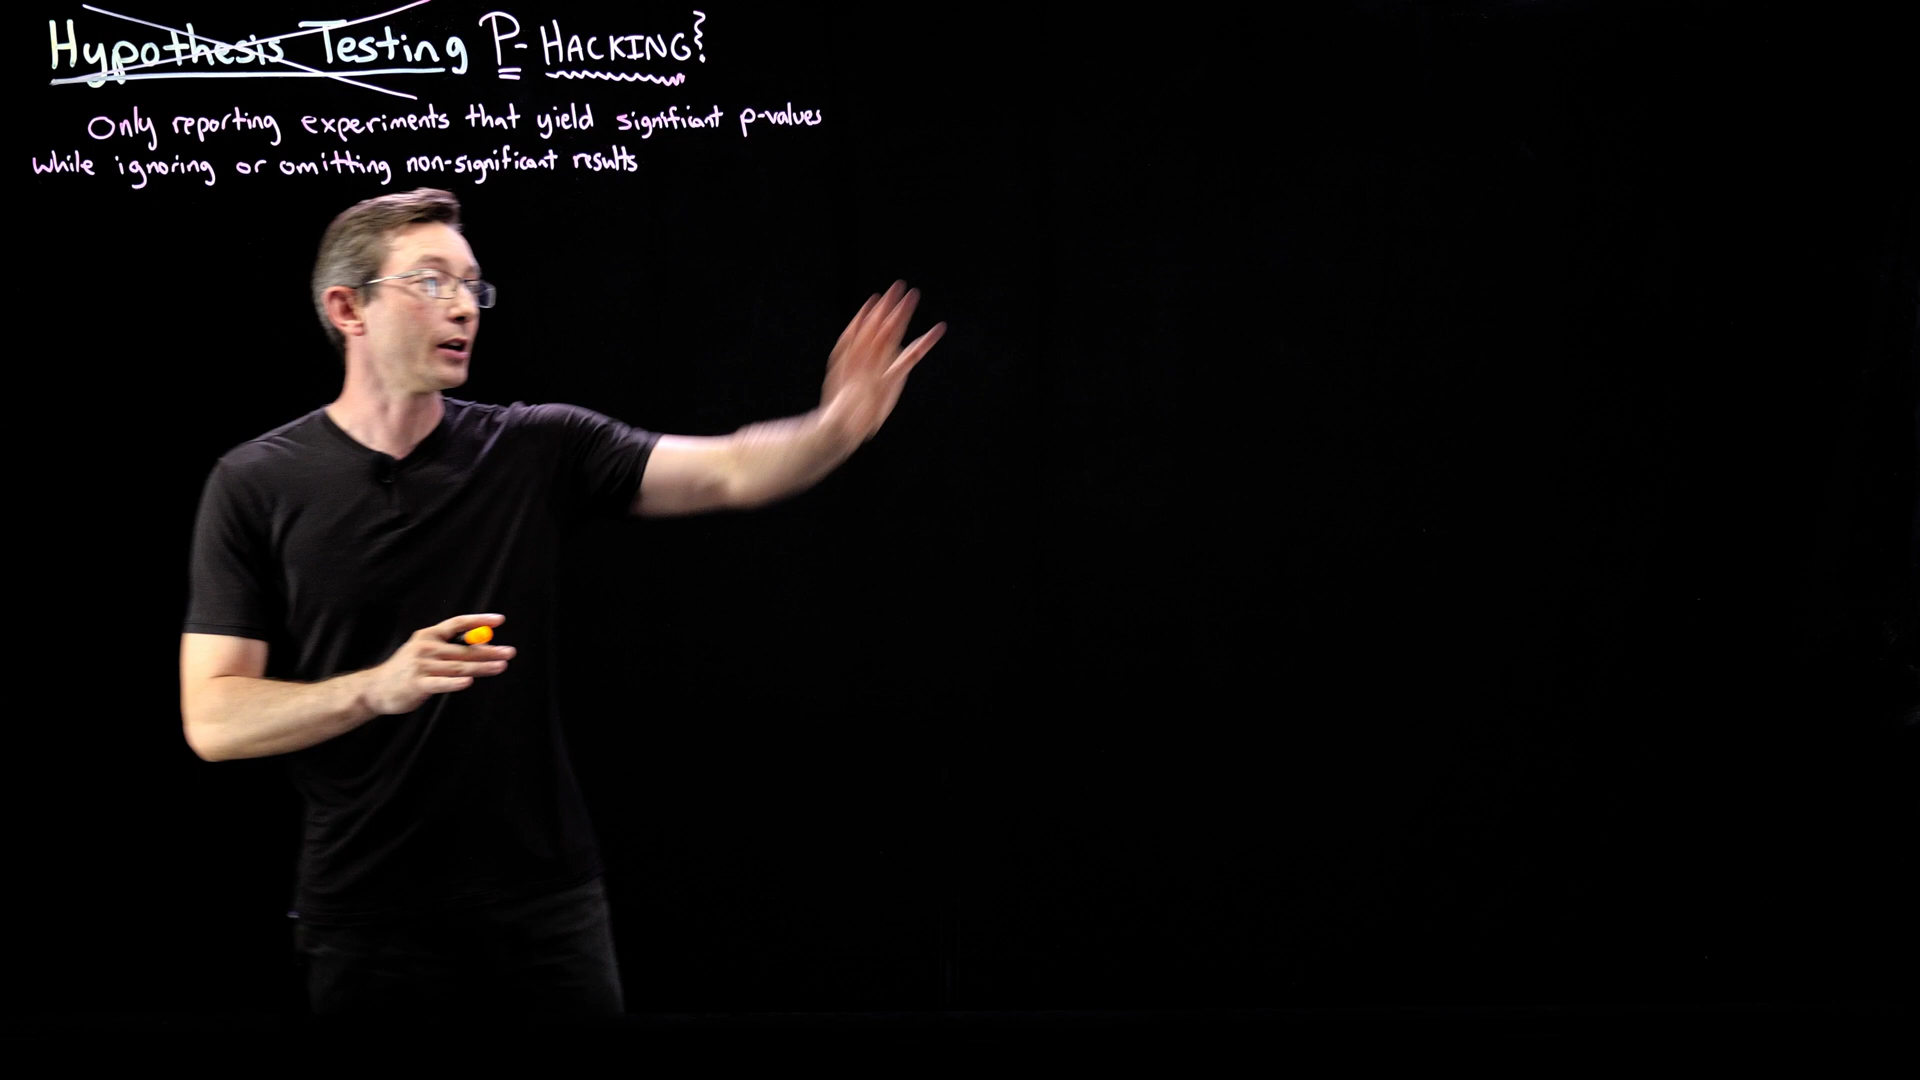 Hypothesis Testing P-HACKING?
Only reporting experiments that yield significant p-values
while ignoring or omitting non-significant results